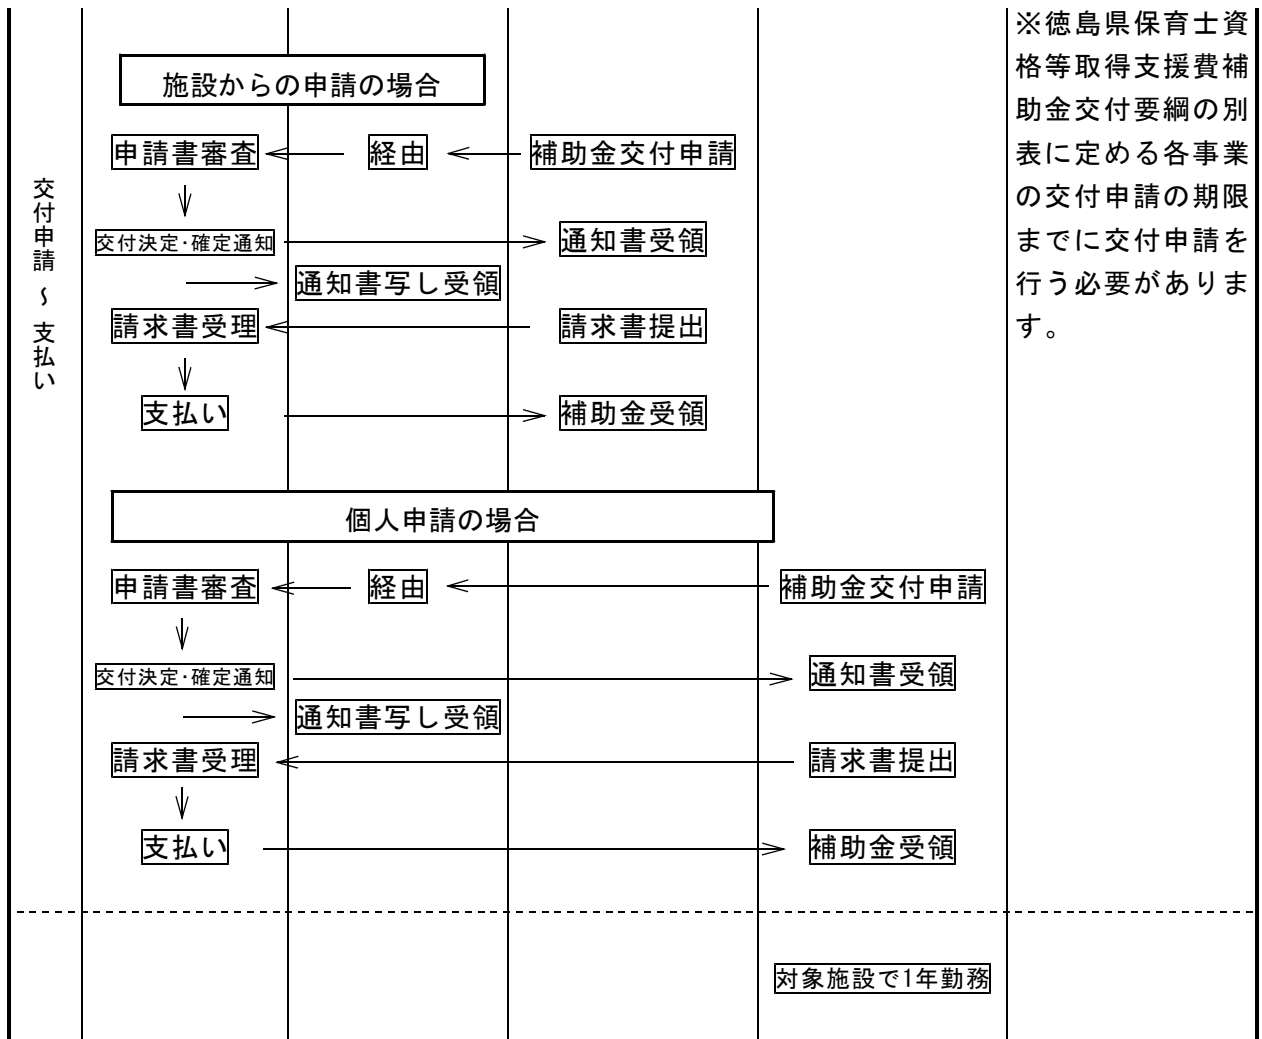 交付申請～支払い
施設からの申請の場合
申請書審査 経由 補助金交付申請
交付決定･確定通知 通知書受領
通知書写し受領
請求書受理 請求書提出
支払い 補助金受領
個人申請の場合
申請書審査 経由 補助金交付申請
交付決定･確定通知 通知書受領
通知書写し受領
請求書受理 請求書提出
支払い 補助金受領
対象施設で1年勤務
※徳島県保育士資
格等取得支援費補
助金交付要綱の別
表に定める各事業
の交付申請の期限
までに交付申請を
行う必要がありま
す。